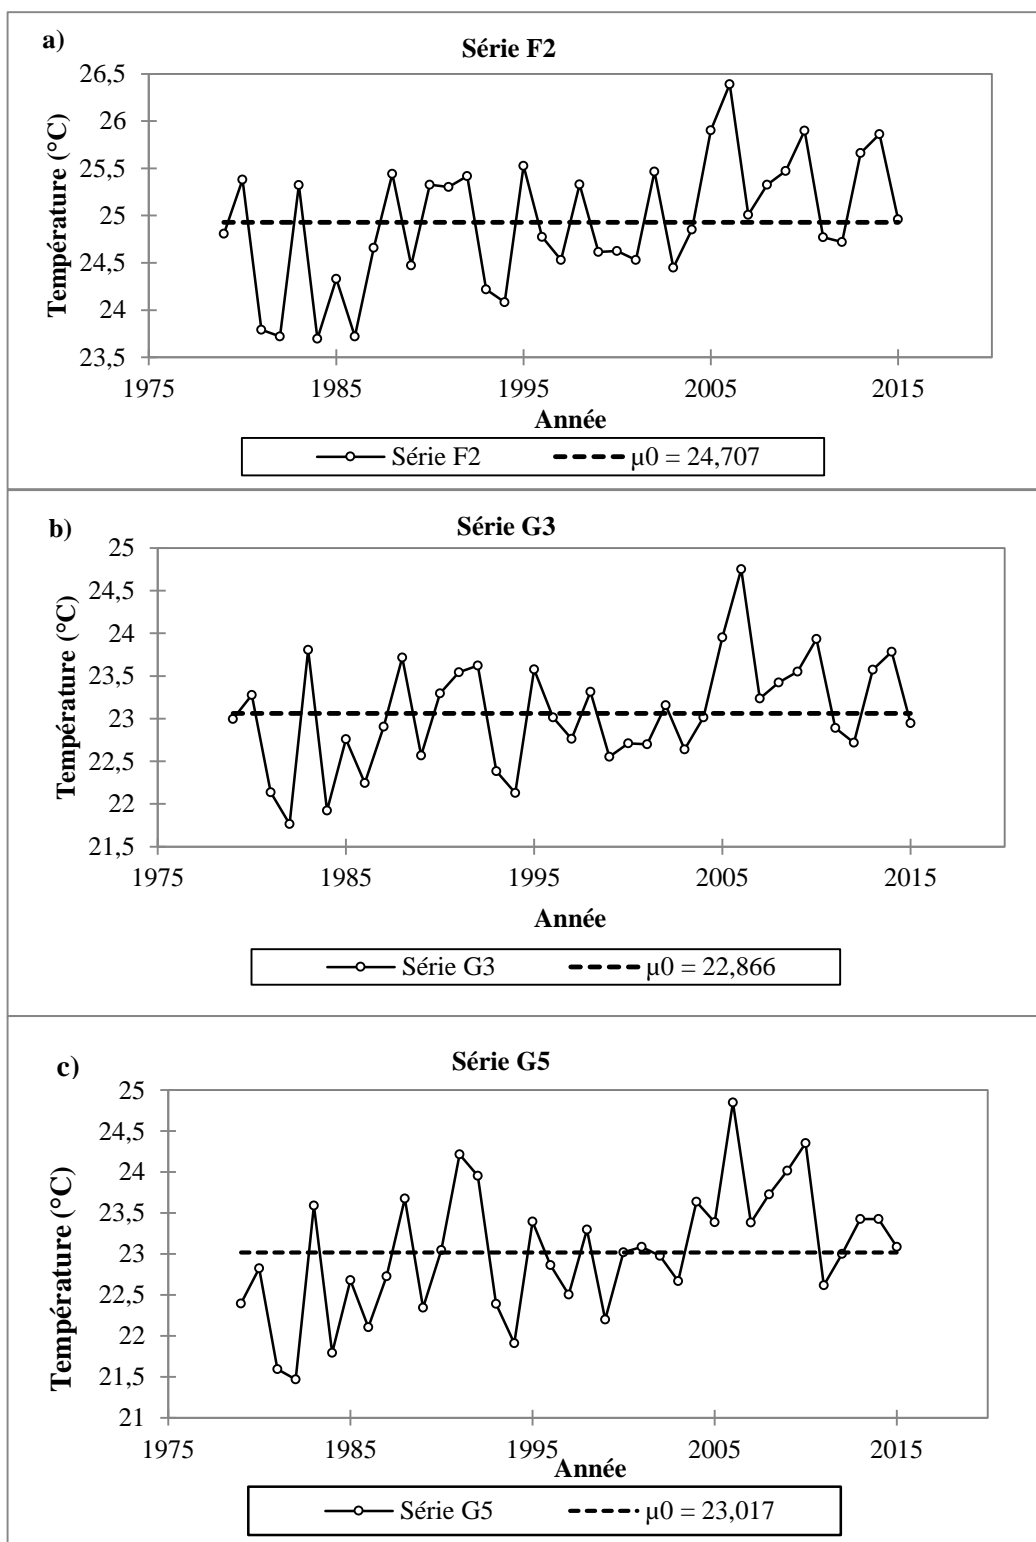 a)
Série F2
Température (°C)
26,5
26
25,5
25
24,5
24
23,5
1975 1985 1995 2005 2015
Année
Série F2 µ0 = 24,707
b)
Série G3
Température (°C)
25
24,5
24
23,5
23
22,5
22
21,5
1975 1985 1995 2005 2015
Année
Série G3 µ0 = 22,866
c)
Série G5
Température (°C)
25
24,5
24
23,5
23
22,5
22
21,5
21
1975 1985 1995 2005 2015
Année
Série G5 µ0 = 23,017